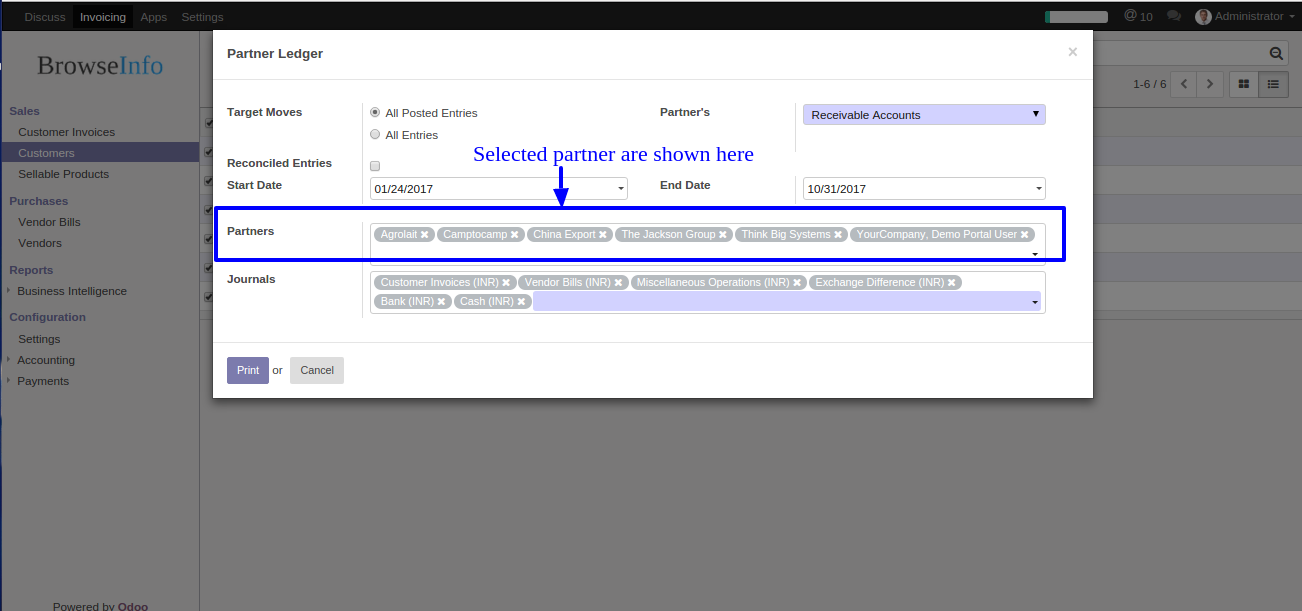 Discuss Invoicing Apps Settings @ 10 Administrator
BrowseInfo
Sales
Customer Invoices
Customers
Sellable Products
Purchases
Vendor Bills
Vendors
Reports
Business Intelligence
Configuration
Settings
Accounting
Payments
Powered by Odoo
1-6 / 6
Partner Ledger ×
Target Moves All Posted Entries Partner's Receivable Accounts
All Entries
Selected partner are shown here
Reconciled Entries
Start Date 01/24/2017 End Date 10/31/2017
Partners Agrolait Camptocamp China Export The Jackson Group Think Big Systems YourCompany, Demo Portal User
Journals Customer Invoices (INR) Vendor Bills (INR) Miscellaneous Operations (INR) Exchange Difference (INR)
Bank (INR) Cash (INR)
Print or Cancel